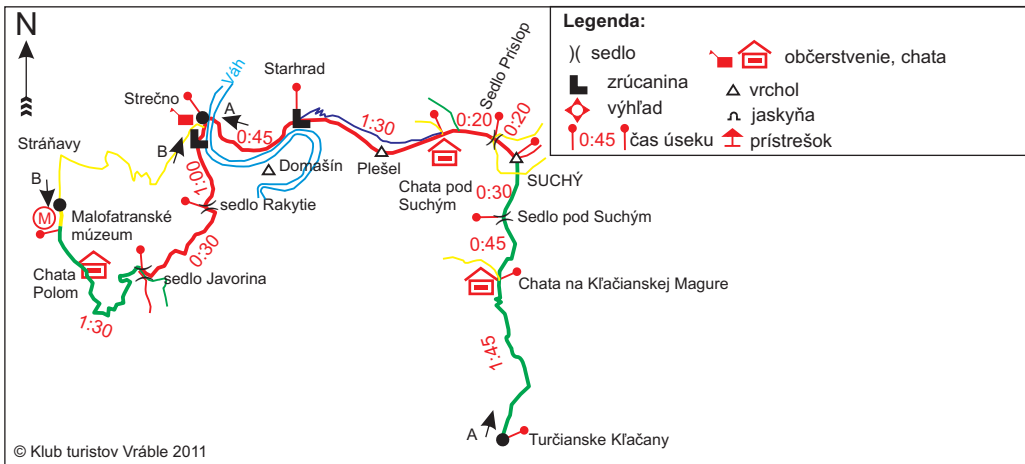 N
Legenda:
)( sedlo
zrúcanina
výhľad
0:45 čas úseku
občerstvenie, chata
vrchol
jaskyňa
prístrešok
Váh
Strečno
A
B
Starhrad
0:45
1:30
0:20
Sedlo Príslop
0:20
Stráňavy
B
M
Malofatranské
múzeum
Domašín
Plešel
Chata pod
Suchým
SUCHÝ
1:00
sedlo Rakytie
0:30
0:30
Sedlo pod Suchým
0:45
Chata
Polom
sedlo Javorina
1:30
Chata na Kľačianskej Magure
1:45
A
Turčianske Kľačany
© Klub turistov Vráble 2011